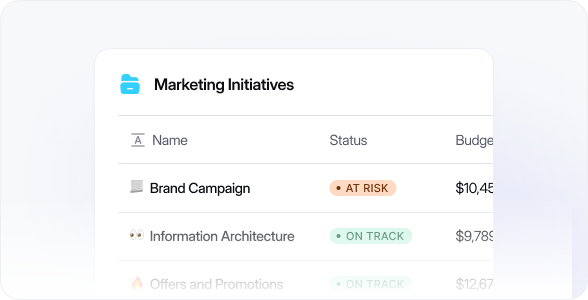 Marketing Initiatives
Name Status Budge
Brand Campaign AT RISK $10,45
Information Architecture ON TRACK $9,789
Offers and Promotions ON TRACK $12,67